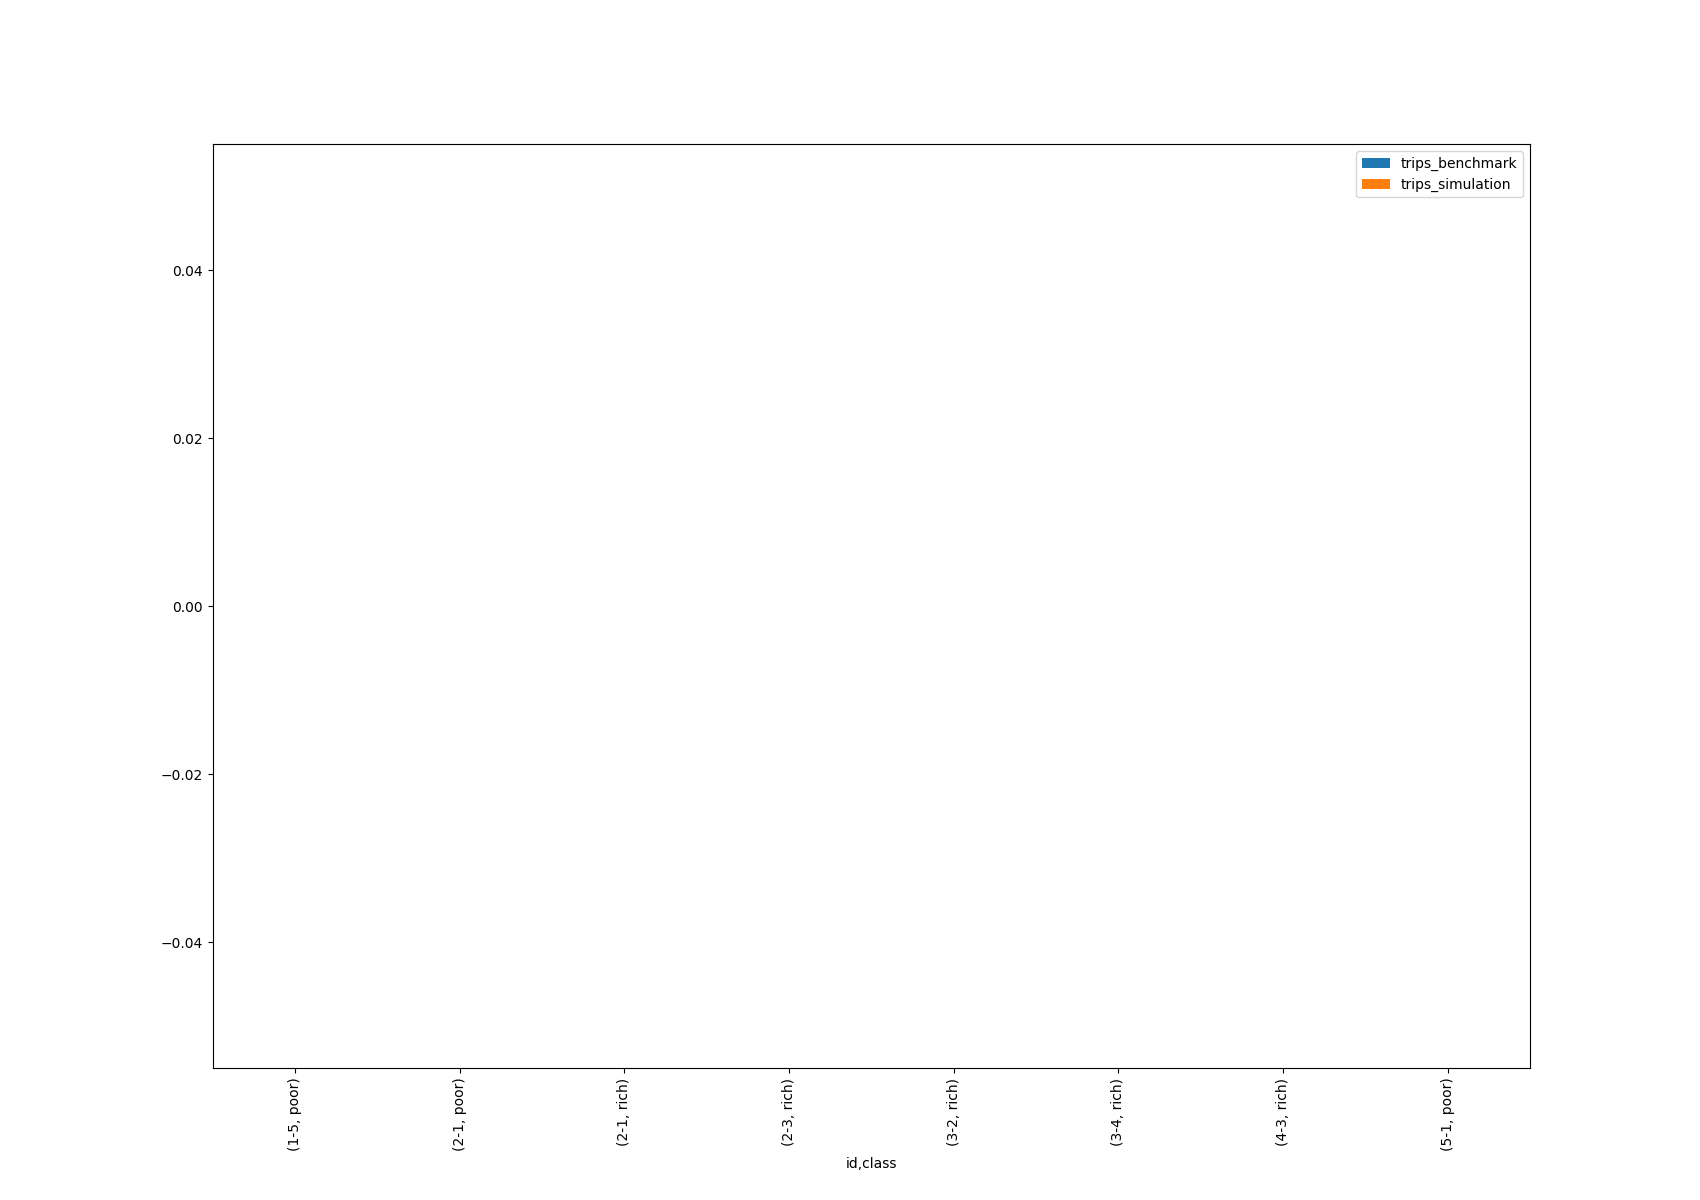 trips_benchmark
trips_simulation
0.04
0.02
0.00
−0.02
−0.04
(1-5, poor)
(2-1, poor)
(2-1, rich)
(2-3, rich)
(3-2, rich)
(3-4, rich)
(4-3, rich)
(5-1, poor)
id,class